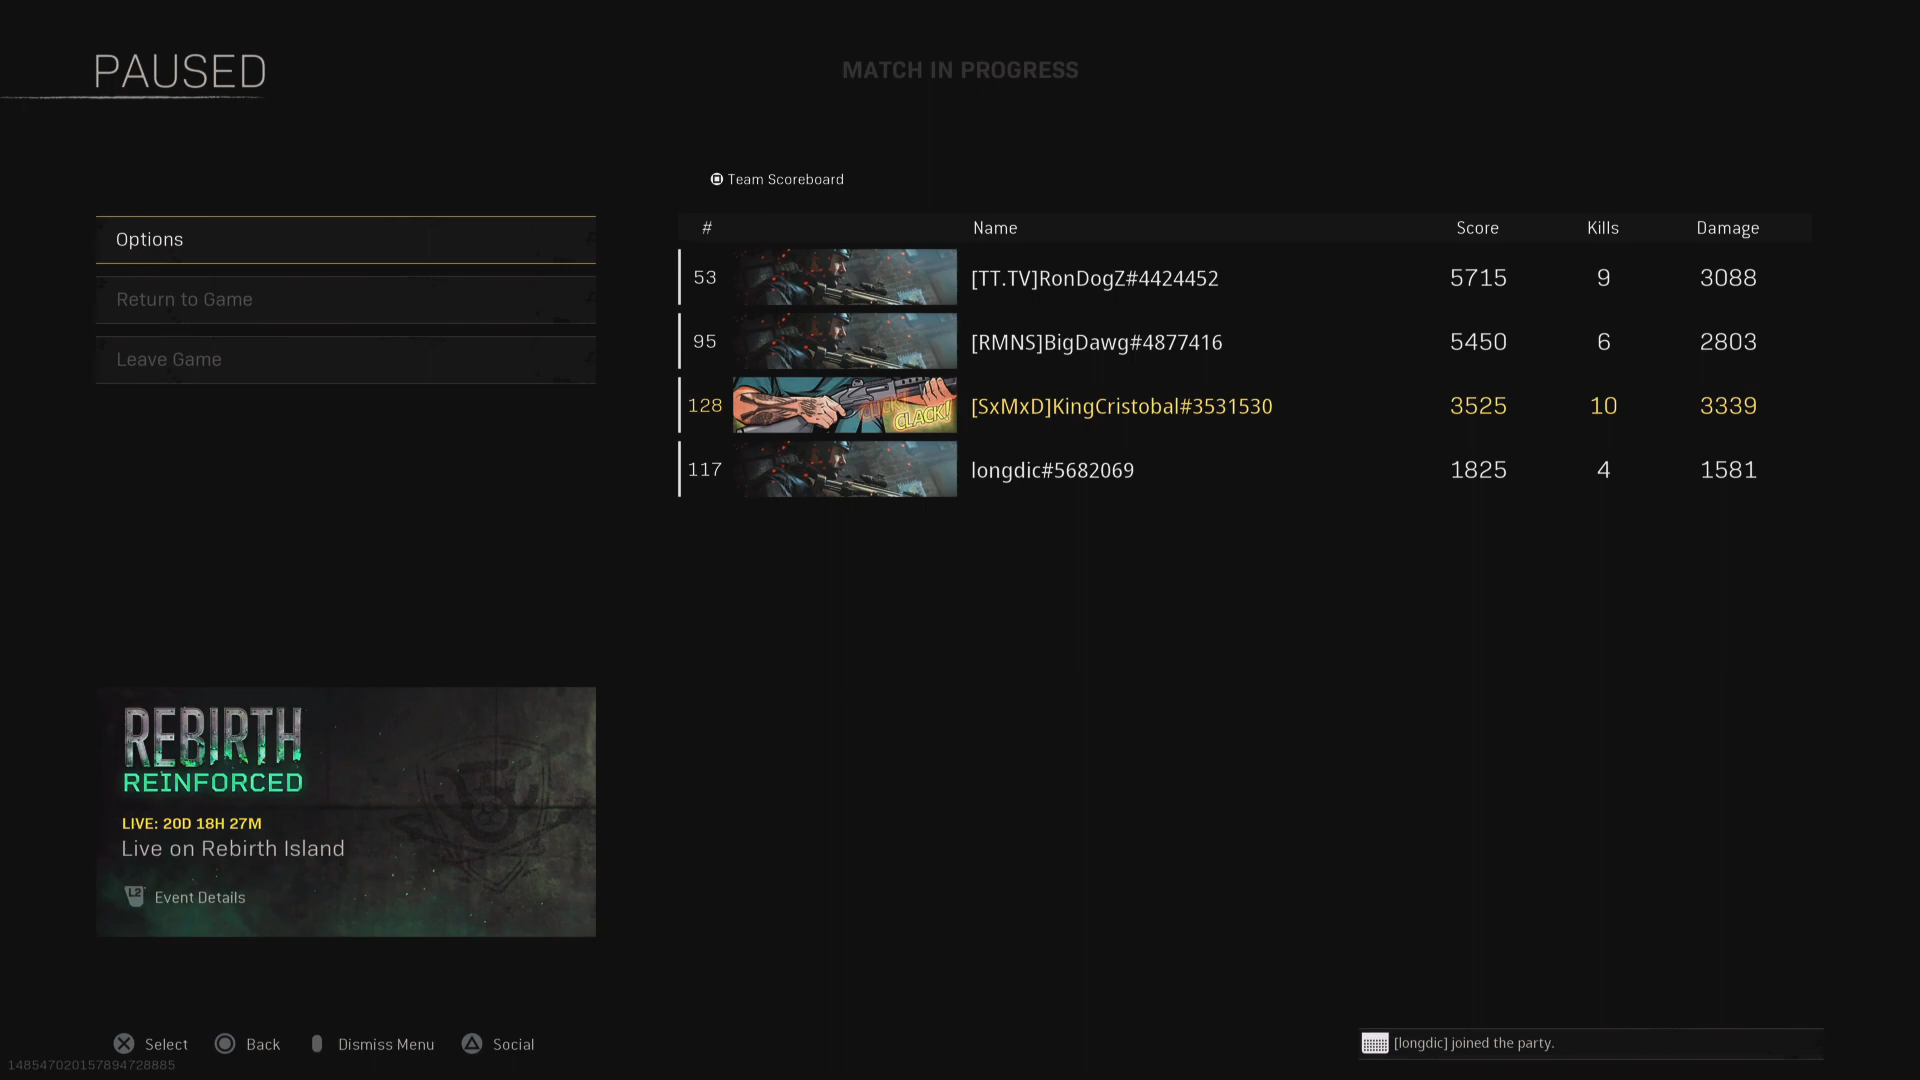 PAUSED
MATCH IN PROGRESS
Team Scoreboard
Options
Return to Game
Leave Game
# Name Score Kills Damage
53 [TT.TV]RonDogZ#4424452 5715 9 3088
95 [RMNS]BigDawg#4877416 5450 6 2803
128 CLACK! [SxMxD]KingCristobal#3531530 3525 10 3339
117 longdic#5682069 1825 4 1581
REBIRTH
REINFORCED
LIVE: 20D 18H 27M
Live on Rebirth Island
L2 Event Details
Select Back Dismiss Menu Social
[longdic] joined the party.
148547020157894728885